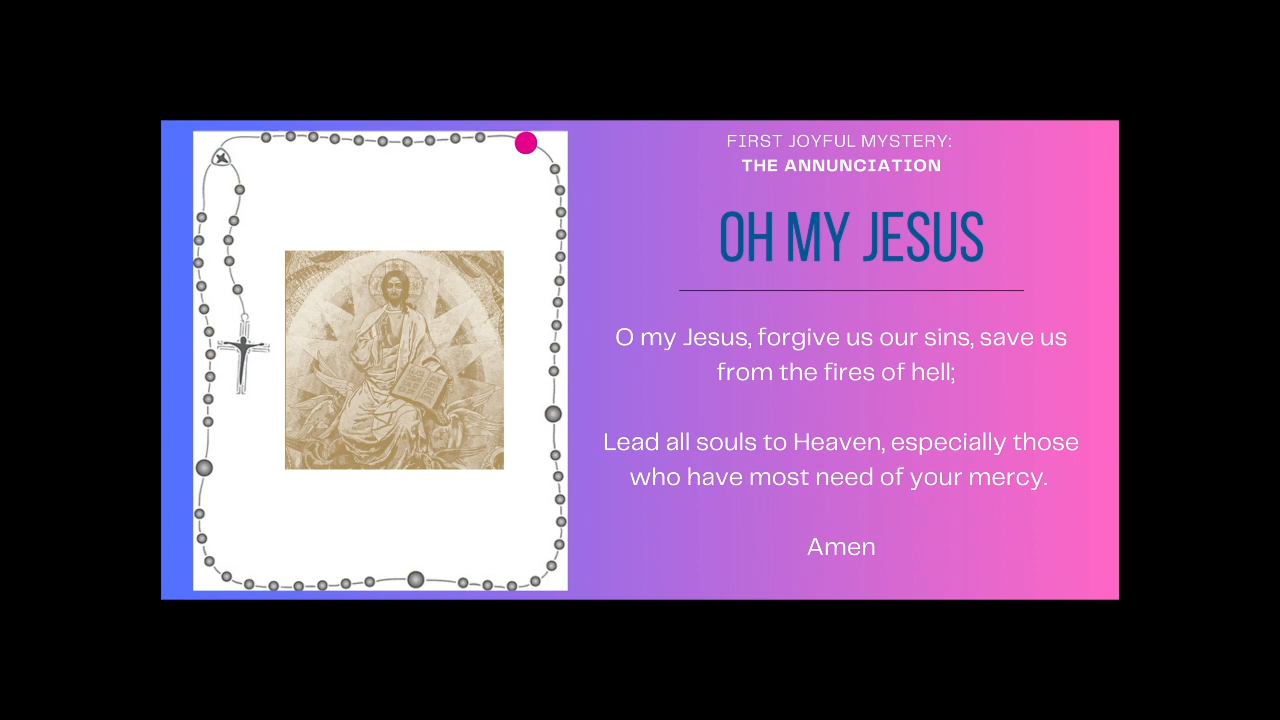 FIRST JOYFUL MYSTERY:
THE ANNUNCIATION
OH MY JESUS
O my Jesus, forgive us our sins, save us
from the fires of hell;
Lead all souls to Heaven, especially those
who have most need of your mercy.
Amen